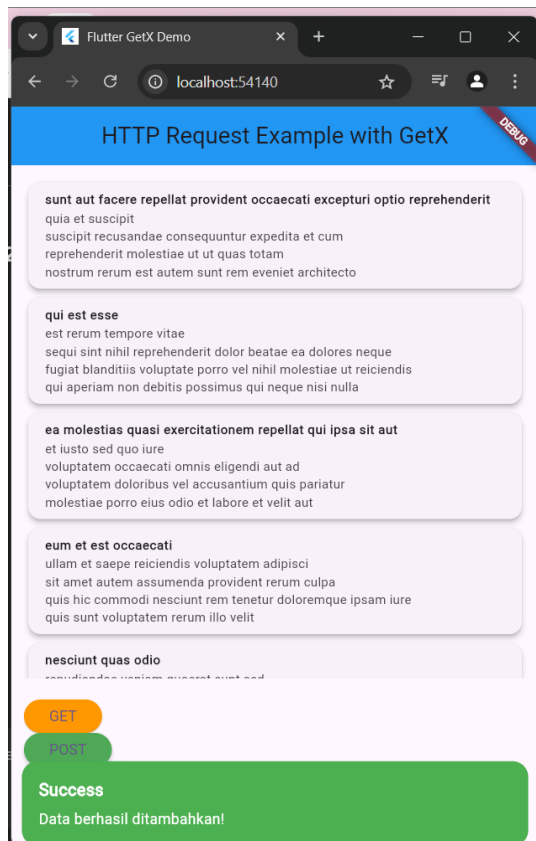 Flutter GetX Demo
localhost:54140
HTTP Request Example with GetX
DEBUG
sunt aut facere repellat provident occaecati excepturi optio reprehenderit
quia et suscipit
suscipit recusandae consequuntur expedita et cum
reprehenderit molestiae ut ut quas totam
nostrum rerum est autem sunt rem eveniet architecto
qui est esse
est rerum tempore vitae
sequi sint nihil reprehenderit dolor beatae ea dolores neque
fugiat blanditiis voluptate porro vel nihil molestiae ut reiciendis
qui aperiam non debitis possimus qui neque nisi nulla
ea molestias quasi exercitationem repellat qui ipsa sit aut
et iusto sed quo iure
voluptatem occaecati omnis eligendi aut ad
voluptatem doloribus vel accusantium quis pariatur
molestiae porro eius odio et labore et velit aut
eum et est occaecati
ullam et saepe reiciendis voluptatem adipisci
sit amet autem assumenda provident rerum culpa
quis hic commodi nesciunt rem tenetur doloremque ipsam iure
quis sunt voluptatem rerum illo velit
nesciunt quas odio
repudiandae veniam quaerat sunt sed
GET
POST
Success
Data berhasil ditambahkan!